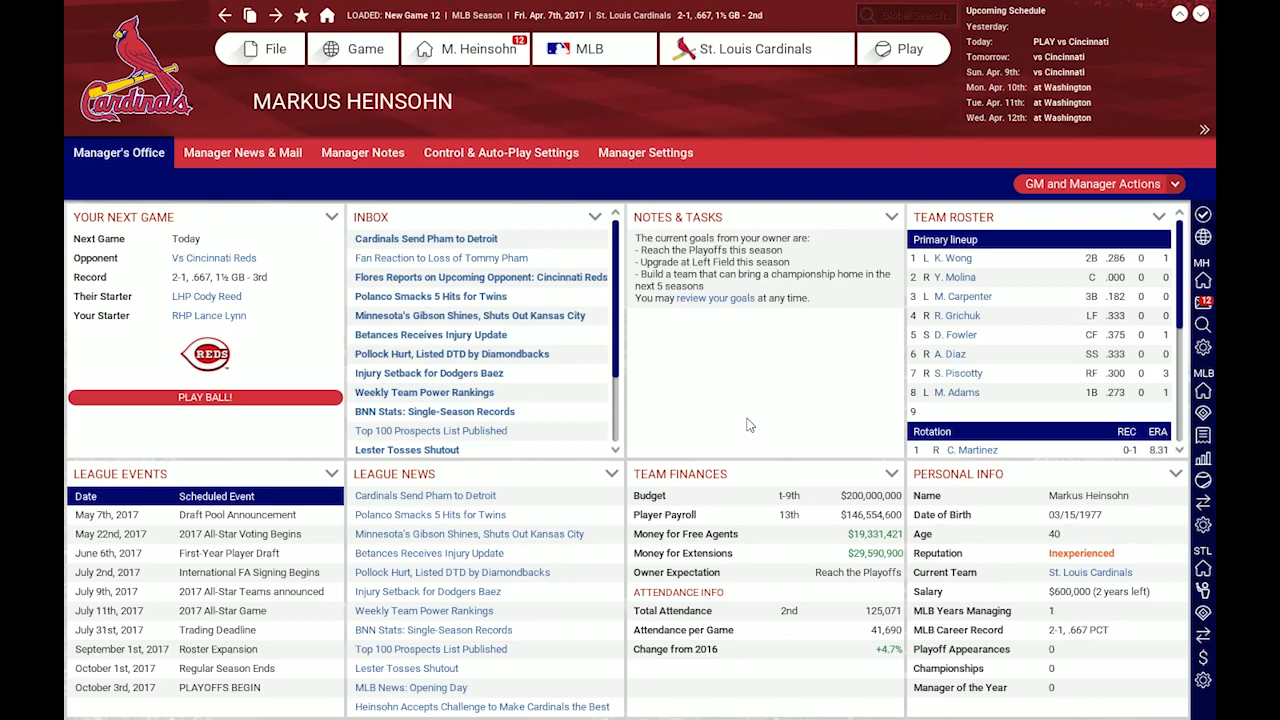 LOADED: New Game 12 | MLB Season | Fri. Apr. 7th, 2017 | St. Louis Cardinals 2-1, .667, 1½ GB - 2nd
Global Search...
File
Game
M. Heinsohn
12
MLB
St. Louis Cardinals
Play
Cardinals
MARKUS HEINSOHN
Upcoming Schedule
Yesterday:
Today: PLAY vs Cincinnati
Tomorrow: vs Cincinnati
Sun. Apr. 9th: vs Cincinnati
Mon. Apr. 10th: at Washington
Tue. Apr. 11th: at Washington
Wed. Apr. 12th: at Washington
Manager's Office
Manager News & Mail
Manager Notes
Control & Auto-Play Settings
Manager Settings
GM and Manager Actions
YOUR NEXT GAME
Next Game Today
Opponent Vs Cincinnati Reds
Record 2-1, .667, 1½ GB - 3rd
Their Starter LHP Cody Reed
Your Starter RHP Lance Lynn
REDS
PLAY BALL!
INBOX
Cardinals Send Pham to Detroit
Fan Reaction to Loss of Tommy Pham
Flores Reports on Upcoming Opponent: Cincinnati Reds
Polanco Smacks 5 Hits for Twins
Minnesota's Gibson Shines, Shuts Out Kansas City
Betances Receives Injury Update
Pollock Hurt, Listed DTD by Diamondbacks
Injury Setback for Dodgers Baez
Weekly Team Power Rankings
BNN Stats: Single-Season Records
Top 100 Prospects List Published
Lester Tosses Shutout
NOTES & TASKS
The current goals from your owner are:
- Reach the Playoffs this season
- Upgrade at Left Field this season
- Build a team that can bring a championship home in the
next 5 seasons
You may review your goals at any time.
TEAM ROSTER
Primary lineup
1 L K. Wong 2B .286 0 1
2 R Y. Molina C .000 0 0
3 L M. Carpenter 3B .182 0 0
4 R R. Grichuk LF .333 0 0
5 S D. Fowler CF .375 0 1
6 R A. Diaz SS .333 0 0
7 R S. Piscotty RF .300 0 3
8 L M. Adams 1B .273 0 1
9
Rotation REC ERA
1 R C. Martinez 0-1 8.31
LEAGUE EVENTS
Date Scheduled Event
May 7th, 2017 Draft Pool Announcement
May 22nd, 2017 2017 All-Star Voting Begins
June 6th, 2017 First-Year Player Draft
July 2nd, 2017 International FA Signing Begins
July 9th, 2017 2017 All-Star Teams announced
July 11th, 2017 2017 All-Star Game
July 31st, 2017 Trading Deadline
September 1st, 2017 Roster Expansion
October 1st, 2017 Regular Season Ends
October 3rd, 2017 PLAYOFFS BEGIN
LEAGUE NEWS
Cardinals Send Pham to Detroit
Polanco Smacks 5 Hits for Twins
Minnesota's Gibson Shines, Shuts Out Kansas City
Betances Receives Injury Update
Pollock Hurt, Listed DTD by Diamondbacks
Injury Setback for Dodgers Baez
Weekly Team Power Rankings
BNN Stats: Single-Season Records
Top 100 Prospects List Published
Lester Tosses Shutout
MLB News: Opening Day
Heinsohn Accepts Challenge to Make Cardinals the Best
TEAM FINANCES
Budget t-9th $200,000,000
Player Payroll 13th $146,554,600
Money for Free Agents $19,331,421
Money for Extensions $29,590,900
Owner Expectation Reach the Playoffs
ATTENDANCE INFO
Total Attendance 2nd 125,071
Attendance per Game 41,690
Change from 2016 +4.7%
PERSONAL INFO
Name Markus Heinsohn
Date of Birth 03/15/1977
Age 40
Reputation Inexperienced
Current Team St. Louis Cardinals
Salary $600,000 (2 years left)
MLB Years Managing 1
MLB Career Record 2-1, .667 PCT
Playoff Appearances 0
Championships 0
Manager of the Year 0
MH
12
MLB
STL